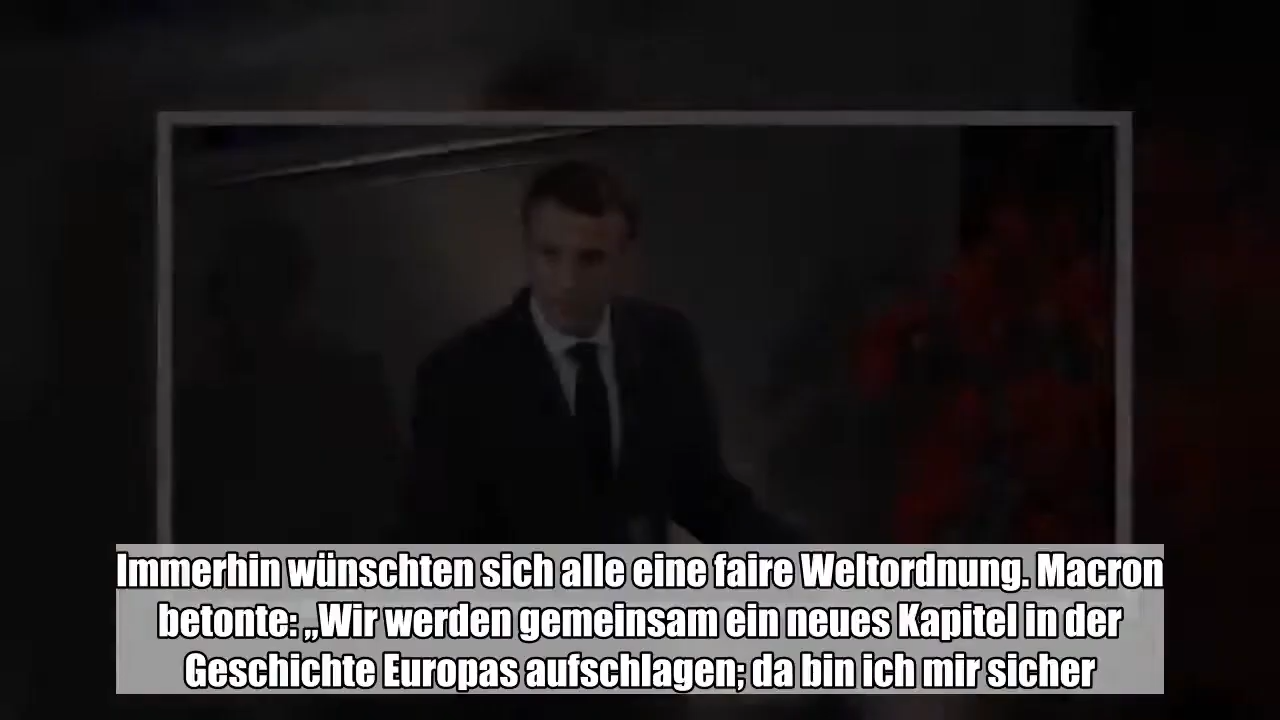 Immerhin wünschten sich alle eine faire Weltordnung. Macron
betonte: „Wir werden gemeinsam ein neues Kapitel in der
Geschichte Europas aufschlagen; da bin ich mir sicher